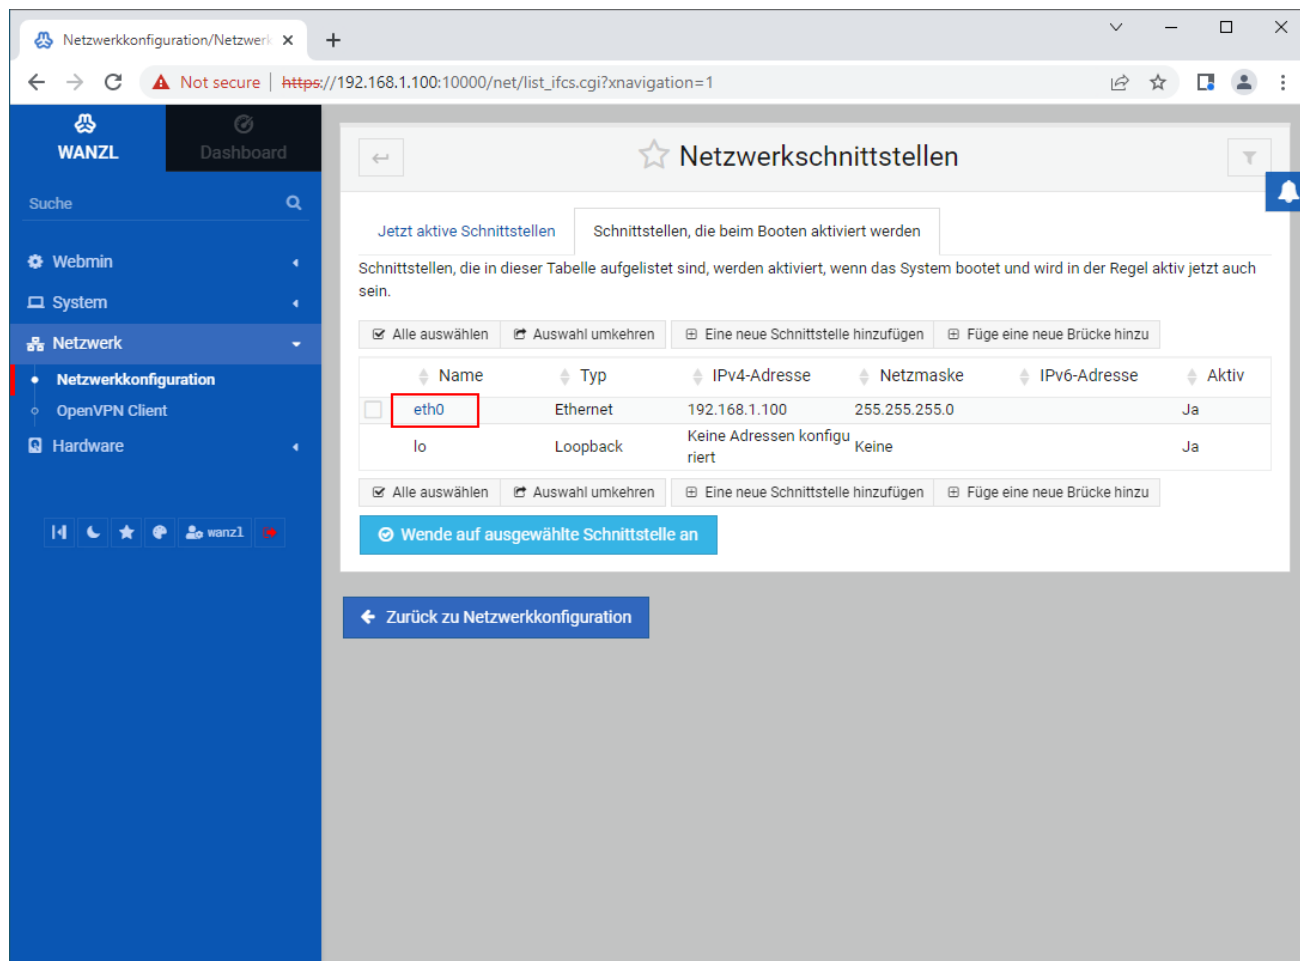 Netzwerkkonfiguration/Netzwerk
Not secure | https://192.168.1.100:10000/net/list_ifcs.cgi?xnavigation=1
WANZL
Dashboard
Suche
Webmin
System
Netzwerk
Netzwerkkonfiguration
OpenVPN Client
Hardware
wanzl
Netzwerkschnittstellen
Jetzt aktive Schnittstellen
Schnittstellen, die beim Booten aktiviert werden
Schnittstellen, die in dieser Tabelle aufgelistet sind, werden aktiviert, wenn das System bootet und wird in der Regel aktiv jetzt auch
sein.
Alle auswählen Auswahl umkehren Eine neue Schnittstelle hinzufügen Füge eine neue Brücke hinzu
Name Typ IPv4-Adresse Netzmaske IPv6-Adresse Aktiv
eth0 Ethernet 192.168.1.100 255.255.255.0 Ja
lo Loopback Keine Adressen konfigu Keine Ja
riert
Alle auswählen Auswahl umkehren Eine neue Schnittstelle hinzufügen Füge eine neue Brücke hinzu
Wende auf ausgewählte Schnittstelle an
Zurück zu Netzwerkkonfiguration